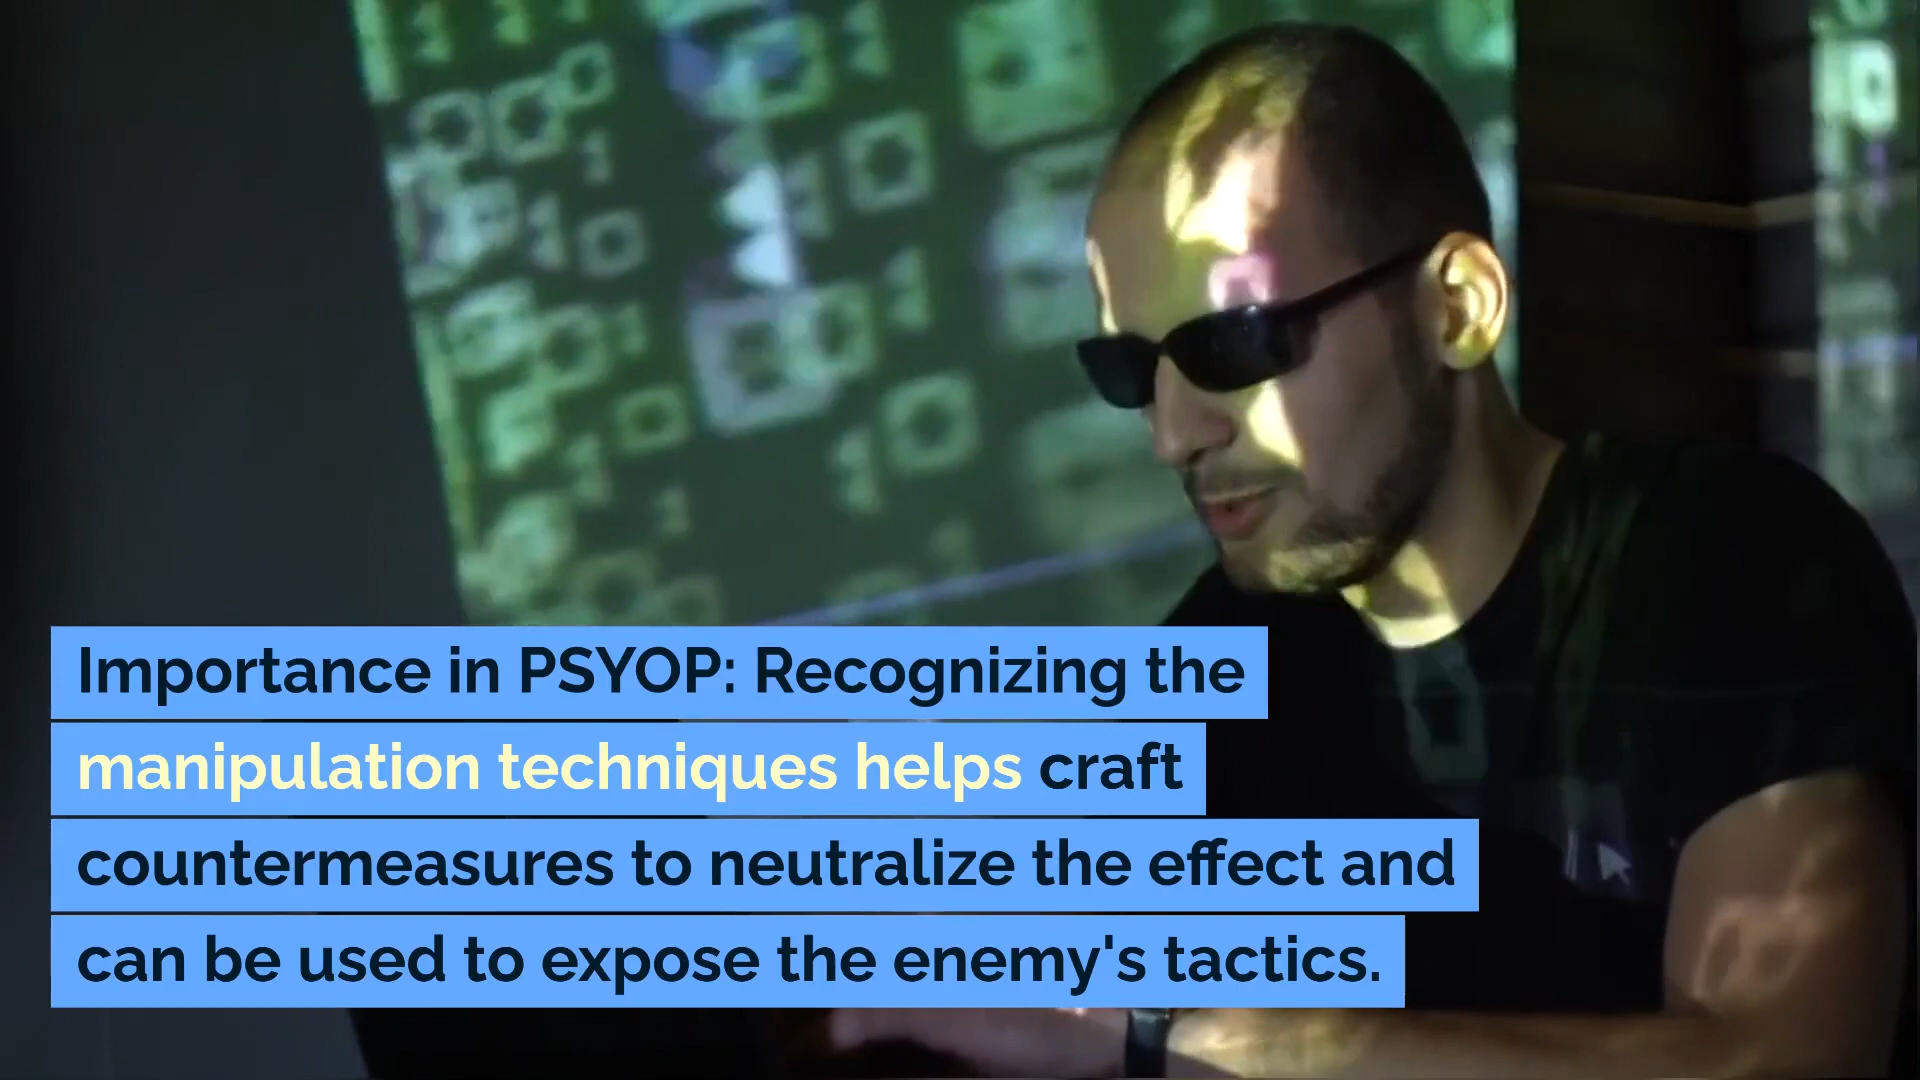 Importance in PSYOP: Recognizing the
manipulation techniques helps craft
countermeasures to neutralize the effect and
can be used to expose the enemy's tactics.